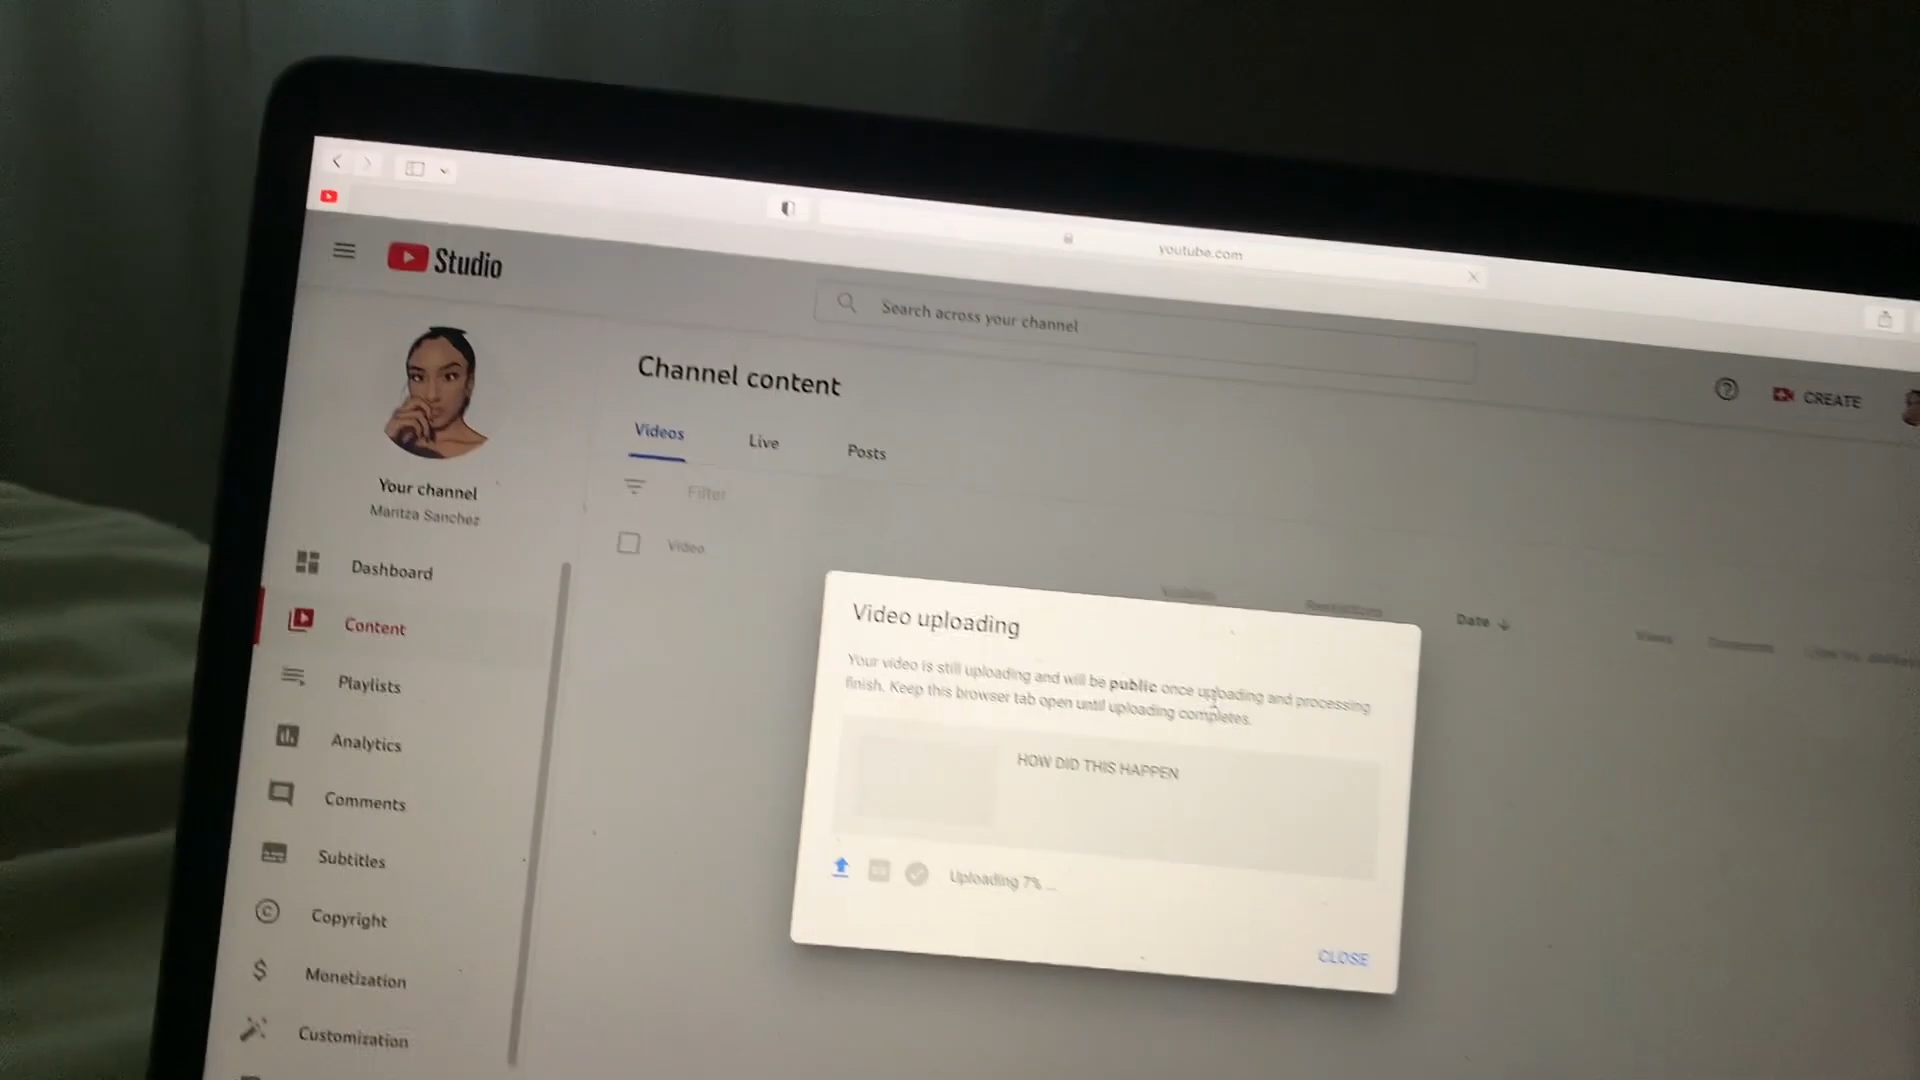 youtube.com
Studio
Search across your channel
CREATE
Channel content
Videos
Live
Posts
Filter
Video
Date
Views
Your channel
Maritza Sanchez
Dashboard
Content
Playlists
Analytics
Comments
Subtitles
Copyright
Monetization
Customization
Video uploading
Your video is still uploading and will be public once uploading and processing
finish. Keep this browser tab open until uploading completes.
HOW DID THIS HAPPEN
Uploading 7% ...
CLOSE